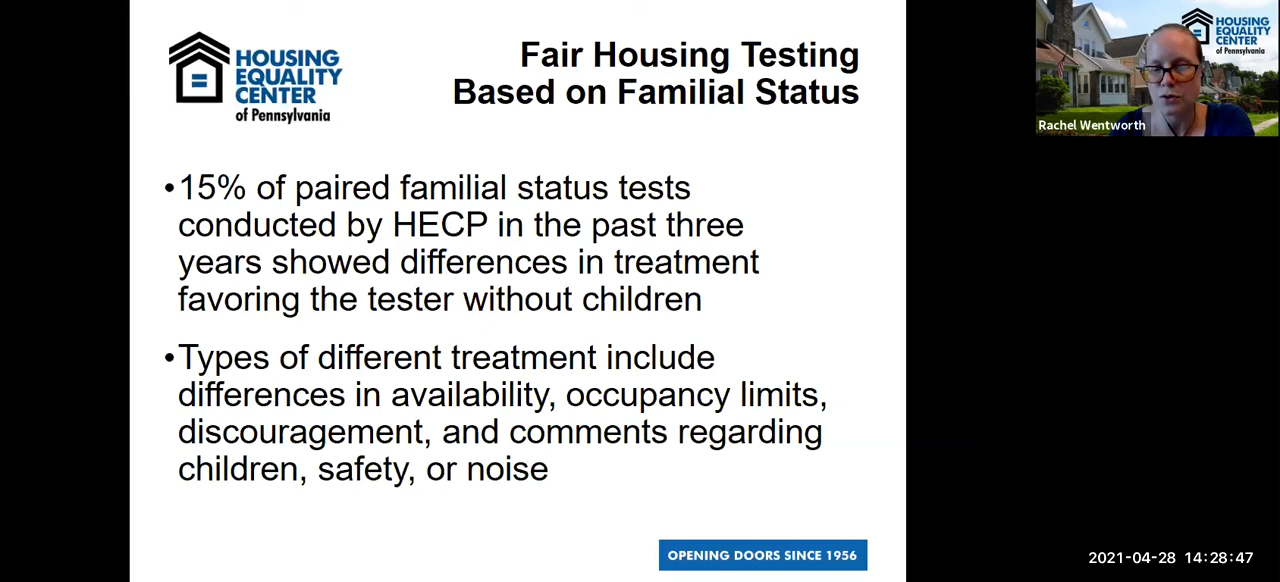 HOUSING
EQUALITY
CENTER
of Pennsylvania
Fair Housing Testing
Based on Familial Status
•15% of paired familial status tests
conducted by HECP in the past three
years showed differences in treatment
favoring the tester without children
•Types of different treatment include
differences in availability, occupancy limits,
discouragement, and comments regarding
children, safety, or noise
OPENING DOORS SINCE 1956
HOUSING
EQUALITY
CENTER
of Pennsylvania
Rachel Wentworth
2021-04-28 14:28:47